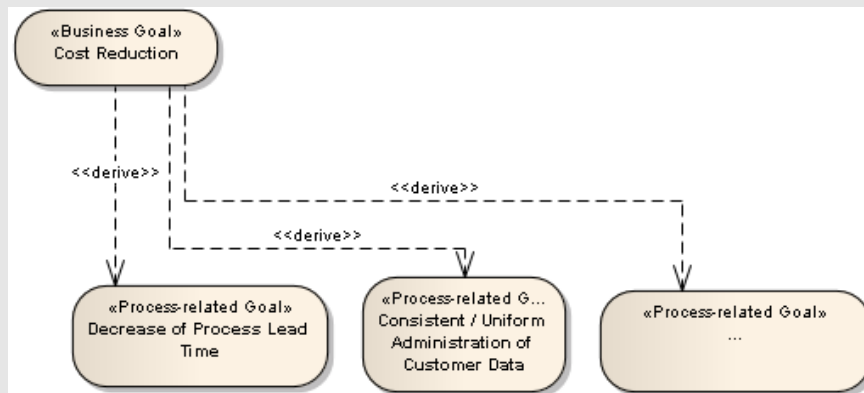 «Business Goal»
Cost Reduction
<<derive>>
<<derive>>
<<derive>>
«Process-related Goal»
Decrease of Process Lead
Time
«Process-related G...
Consistent / Uniform
Administration of
Customer Data
«Process-related Goal»
...